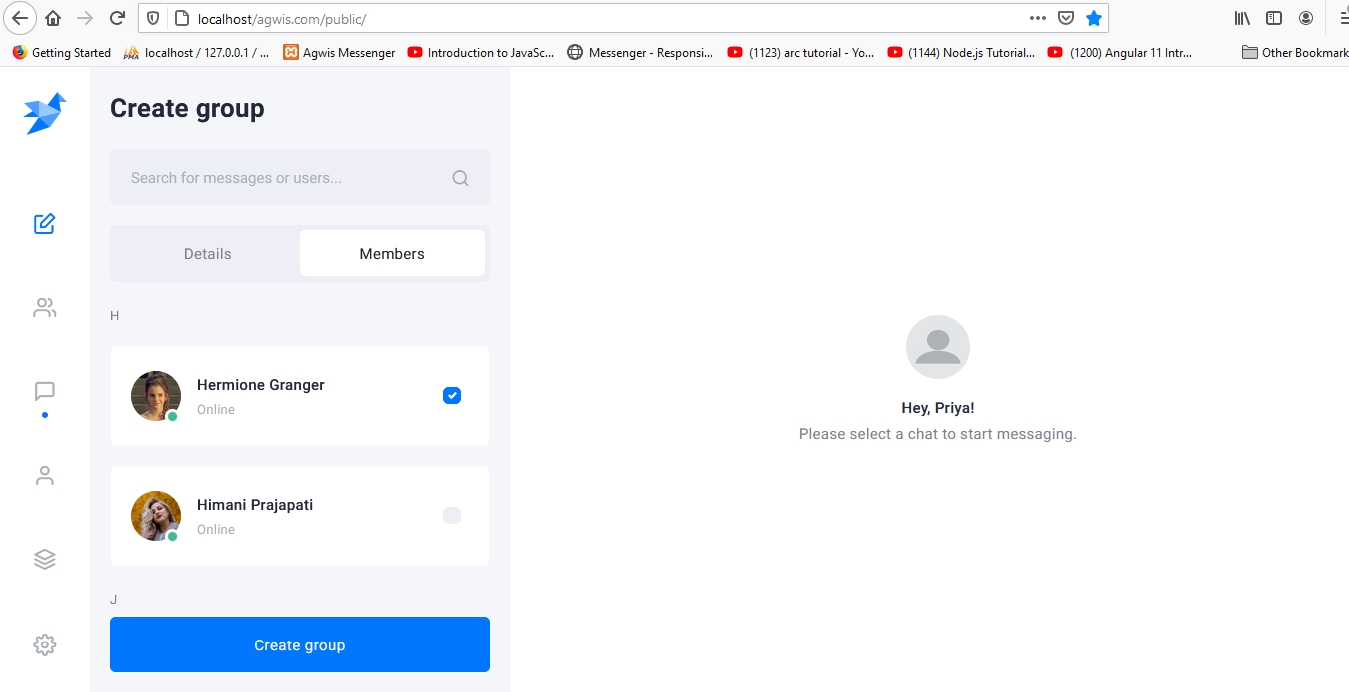 localhost/agwis.com/public/
Getting Started
localhost / 127.0.0.1 / ...
Agwis Messenger
Introduction to JavaSc...
Messenger - Responsi...
(1123) arc tutorial - Yo...
(1144) Node.js Tutorial...
(1200) Angular 11 Intr...
Other Bookmark
PMA
Create group
Search for messages or users...
Details
Members
H
Hermione Granger
Online
Himani Prajapati
Online
J
Create group
Hey, Priya!
Please select a chat to start messaging.